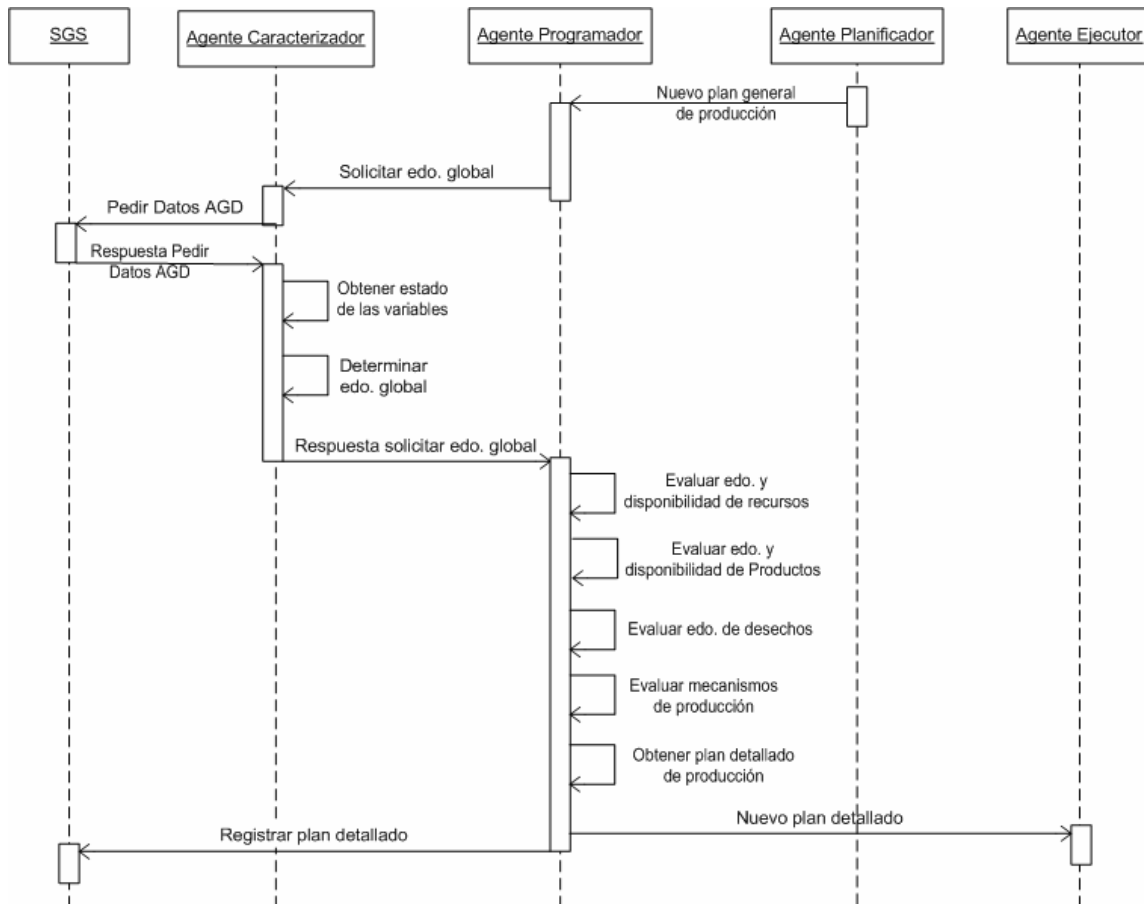 SGS
Agente Caracterizador
Agente Programador
Agente Planificador
Agente Ejecutor
Nuevo plan general
de producción
Solicitar edo. global
Pedir Datos AGD
Respuesta Pedir
Datos AGD
Obtener estado
de las variables
Determinar
edo. global
Respuesta solicitar edo. global
Evaluar edo. y
disponibilidad de recursos
Evaluar edo. y
disponibilidad de Productos
Evaluar edo. de desechos
Evaluar mecanismos
de producción
Obtener plan detallado
de producción
Nuevo plan detallado
Registrar plan detallado